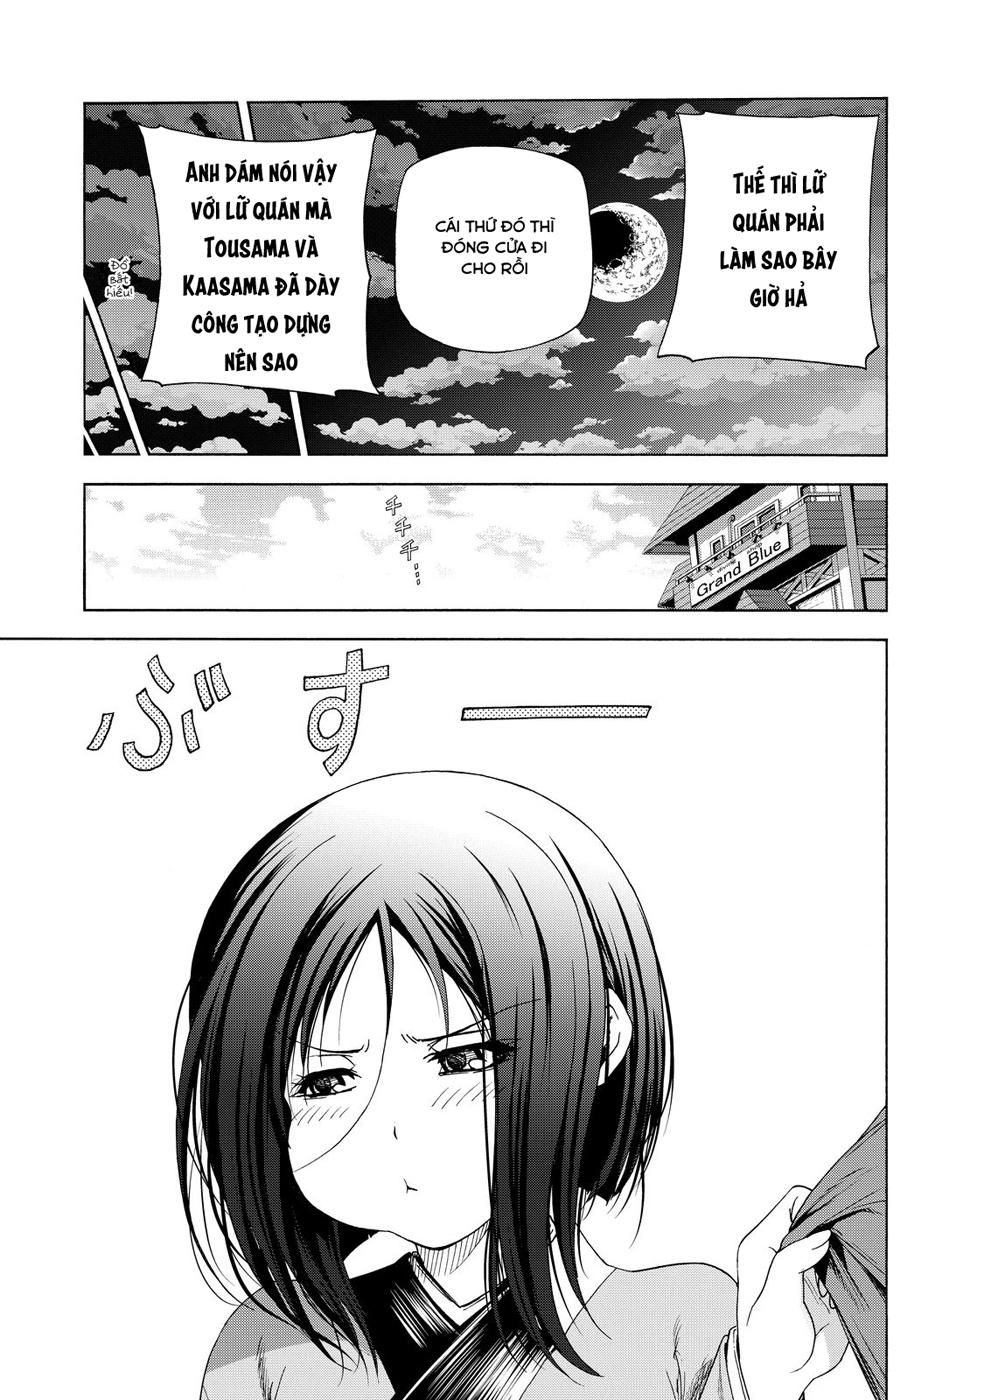 THẾ THÌ LỮ
QUÁN PHẢI
LÀM SAO BÂY
GIỜ HẢ
CÁI THỨ ĐÓ THÌ
ĐÓNG CỬA ĐI
CHO RỒI
ANH DÁM NÓI VẬY
VỚI LỮ QUÁN MÀ
TOUSAMA VÀ
KAASAMA ĐÃ DÀY
CÔNG TẠO DỰNG
NÊN SAO
Đồ
bất
hiếu!
チチチ…
Grand Blue
ぶすー